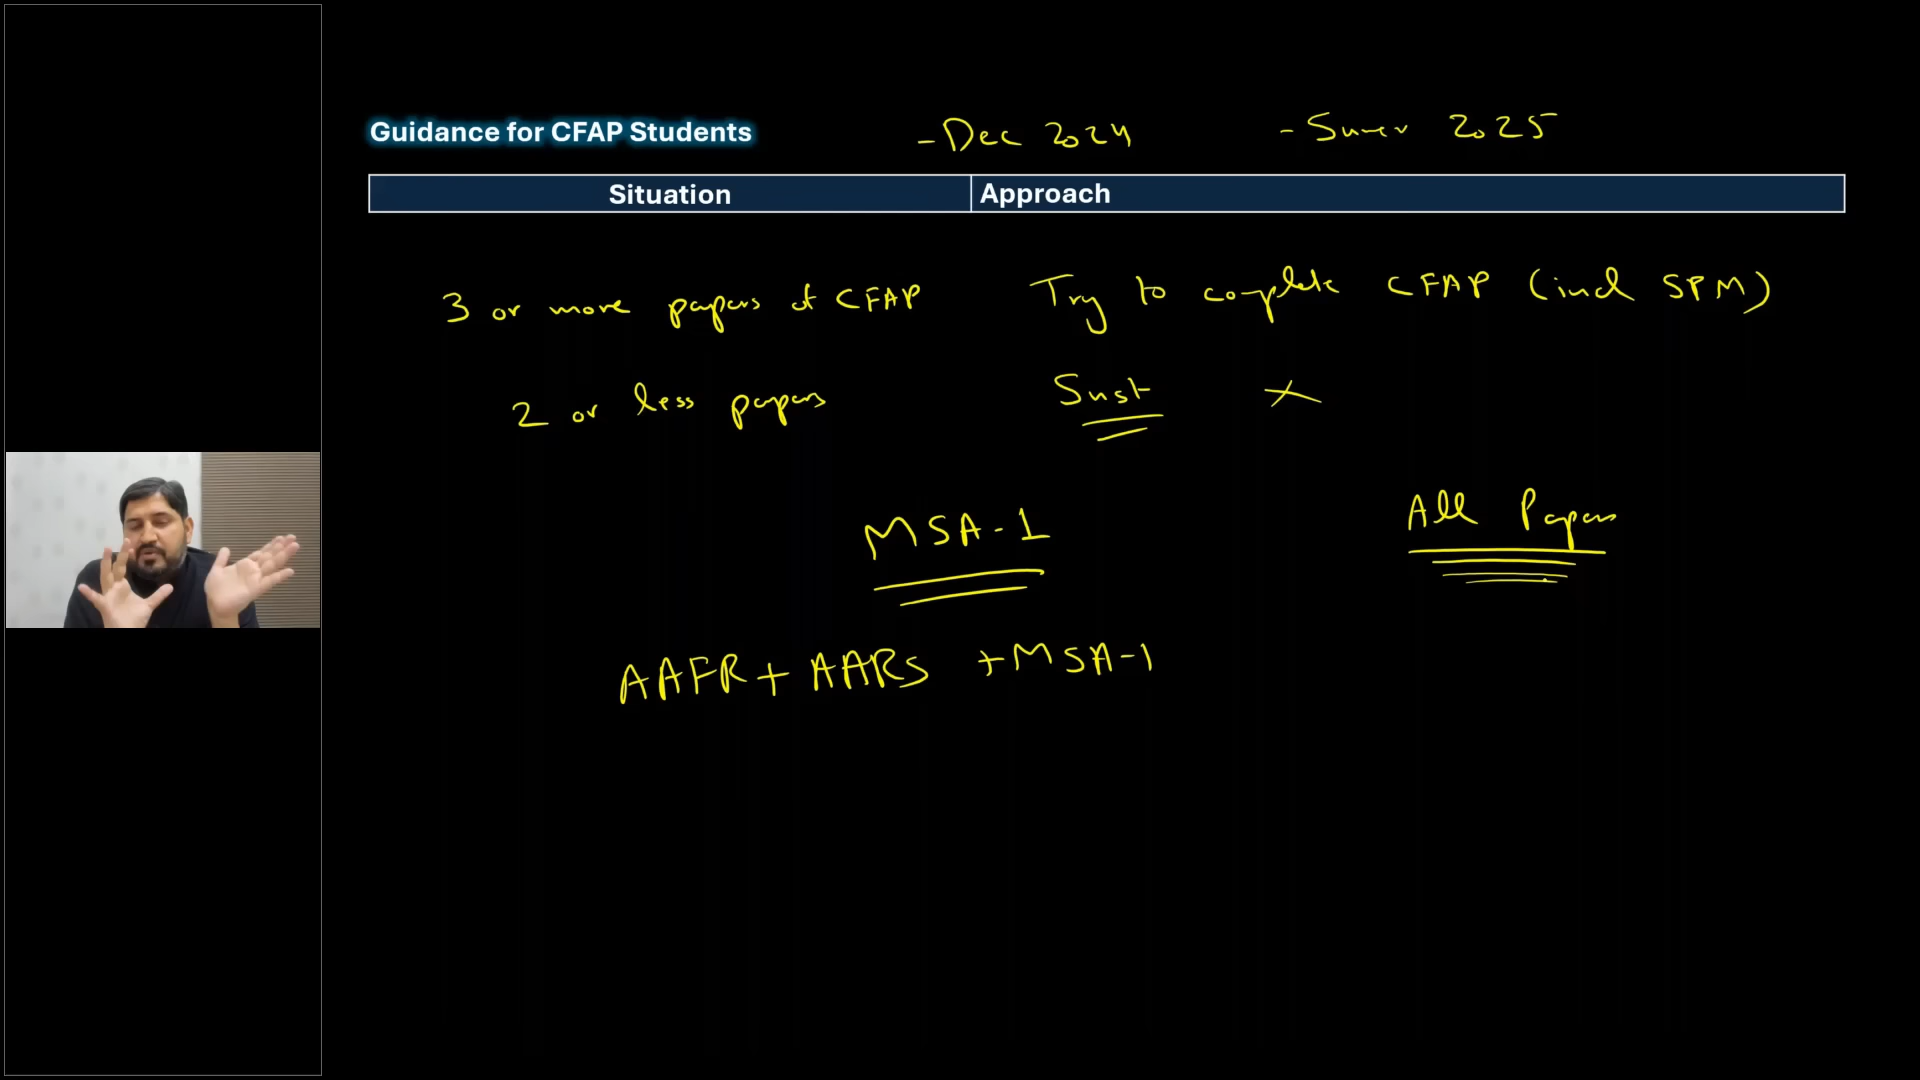 Guidance for CFAP Students - Dec 2024 - Summer 2025
Situation Approach
3 or more papers of CFAP Try to complete CFAP (incl SPM)
2 or less papers Sust X
MSA-1 All Papers
AAFR + AARS + MSA-1